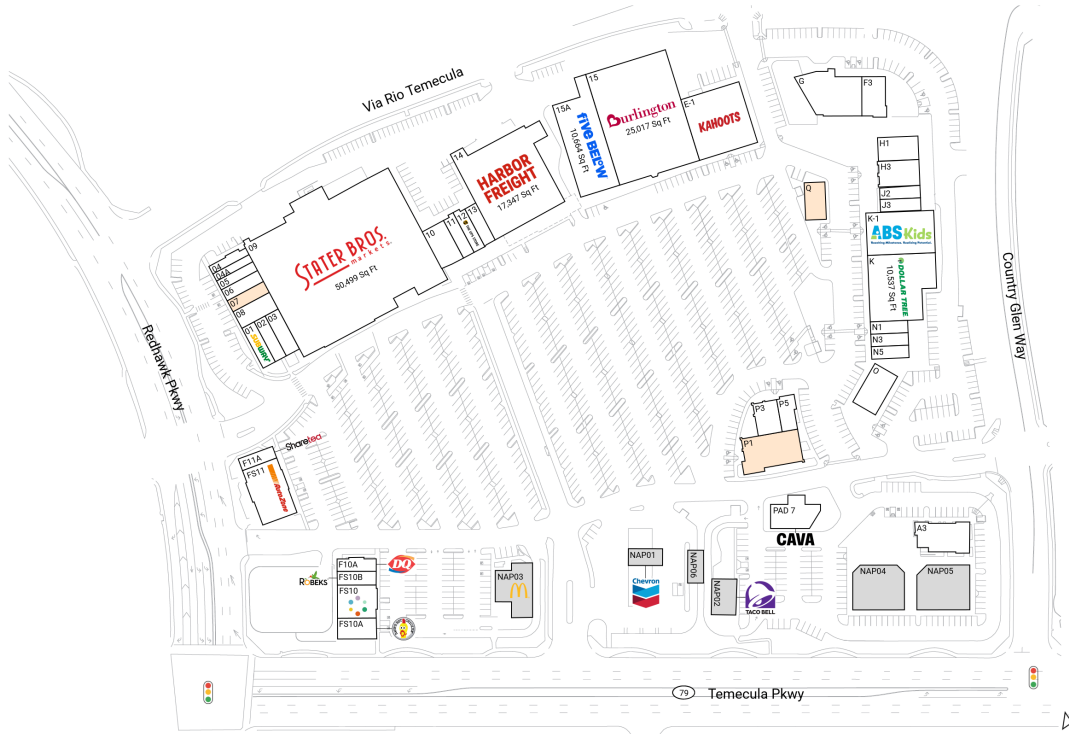 Via Rio Temecula
15
Burlington
25,017 Sq Ft
15A
five BELOW
10,664 Sq Ft
E-1
KAHOOTS
G
F3
14
HARBOR
FREIGHT
17,347 Sq Ft
H1
H3
J2
J3
Q
K-1
ABS Kids
K
DOLLAR TREE
10,537 Sq Ft
N1
N3
N5
O
Country Glen Way
09
STATER BROS.
markets
50,499 Sq Ft
10
11
12
13
04
04A
05
06
07
08
01
02
03
SUBWAY
Redhawk Pkwy
P3
P5
P1
Sharetea
F11A
FS11
AutoZone
PAD 7
CAVA
A3
NAP01
Chevron
NAP06
NAP02
TACO BELL
NAP04
NAP05
F10A
DQ
ROBEKS
FS10B
FS10
FS10A
NAP03
79
Temecula Pkwy